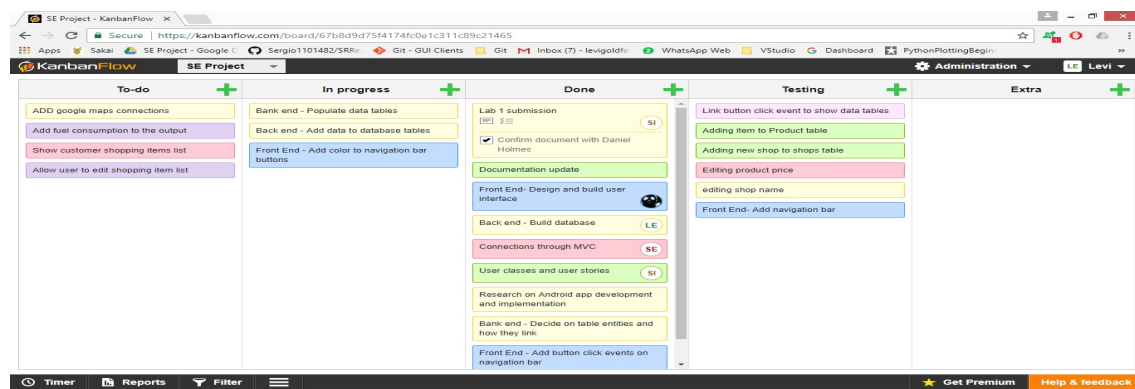 SE Project - KanbanFlow
Secure | https://kanbanflow.com/board/67b8d9d75f4174fc0e1c311c89c21465
Apps Sakai SE Project - Google Sergio1101482/SRRe Git - GUI Clients Git Inbox (7) - levigoldfe WhatsApp Web VStudio Dashboard PythonPlottingBegin
KanbanFlow SE Project Administration LE Levi
To-do
ADD google maps connections
Add fuel consumption to the output
Show customer shopping items list
Allow user to edit shopping item list
In progress
Bank end - Populate data tables
Back end - Add data to database tables
Front End - Add color to navigation bar
buttons
Done
Lab 1 submission
SI
Confirm document with Daniel
Holmes
Documentation update
Front End- Design and build user
interface
Back end - Build database
LE
Connections through MVC
SE
User classes and user stories
SI
Research on Android app development
and implementation
Bank end - Decide on table entities and
how they link
Front End - Add button click events on
navigation bar
Testing
Link button click event to show data tables
Adding item to Product table
Adding new shop to shops table
Editing product price
editing shop name
Front End- Add navigation bar
Extra
Timer Reports Filter Get Premium Help & feedback